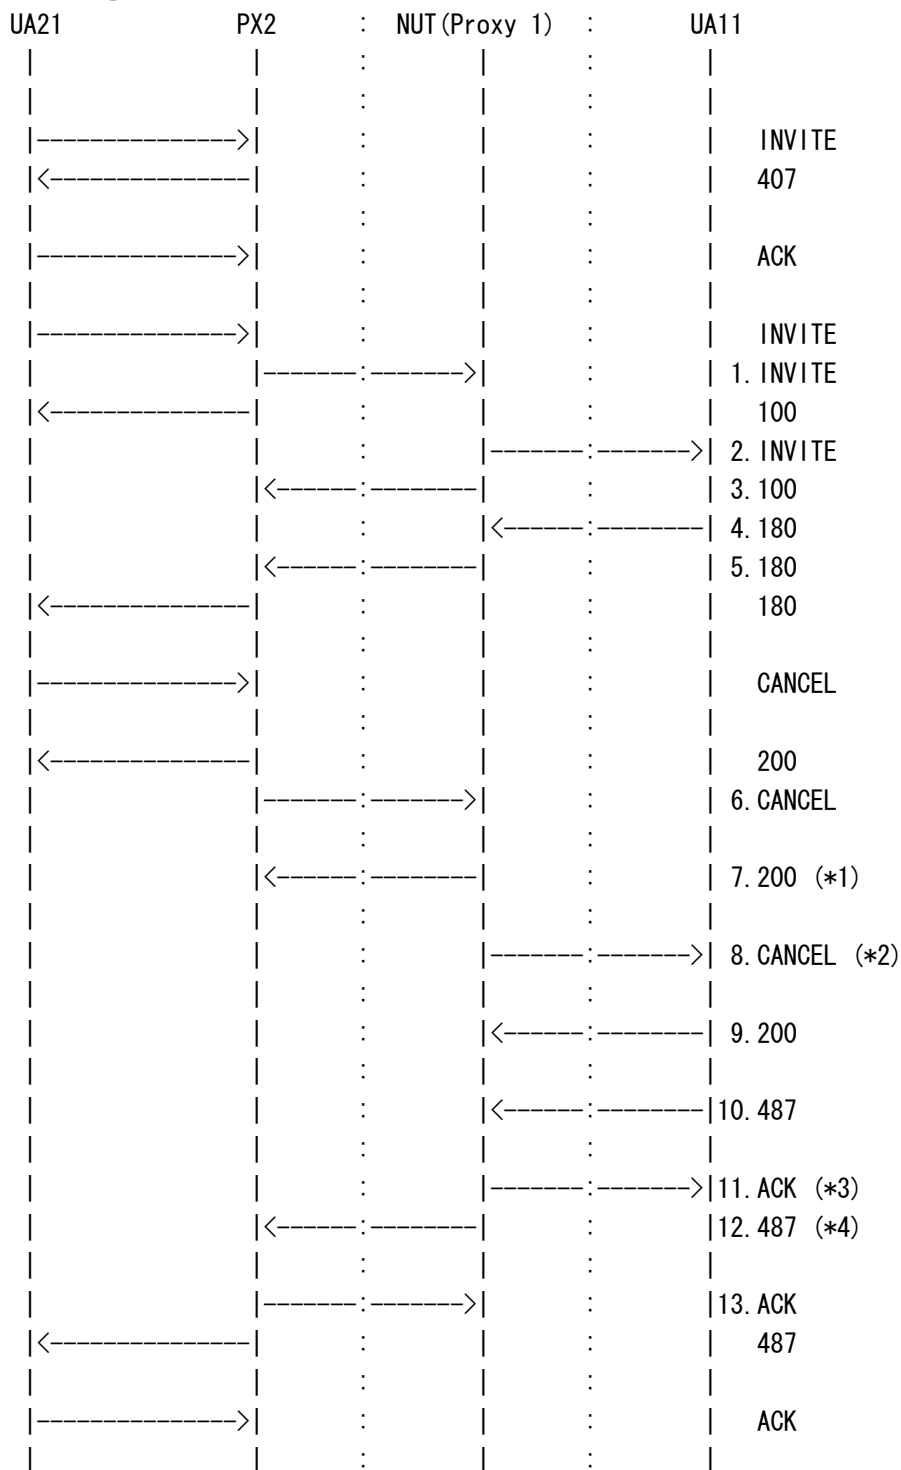 UA21                PX2      :  NUT(Proxy 1)  :       UA11
 |                |       :        |       :        |
 |                |       :        |       :        |
 |--------------->|       :        |       :        |   INVITE
 |<---------------|       :        |       :        |   407
 |                |       :        |       :        |
 |--------------->|       :        |       :        |   ACK
 |                |       :        |       :        |
 |--------------->|       :        |       :        |   INVITE
 |                |-------:------->|       :        | 1.INVITE
 |<---------------|       :        |       :        |   100
 |                |       :        |-------:------->| 2.INVITE
 |                |<------:--------|       :        | 3.100
 |                |       :        |<------:--------| 4.180
 |                |<------:--------|       :        | 5.180
 |<---------------|       :        |       :        |   180
 |                |       :        |       :        |
 |--------------->|       :        |       :        |   CANCEL
 |                |       :        |       :        |
 |<---------------|       :        |       :        |   200
 |                |-------:------->|       :        | 6.CANCEL
 |                |       :        |       :        |
 |                |<------:--------|       :        | 7.200 (*1)
 |                |       :        |       :        |
 |                |       :        |-------:------->| 8.CANCEL (*2)
 |                |       :        |       :        |
 |                |       :        |<------:--------| 9.200
 |                |       :        |       :        |
 |                |       :        |<------:--------|10.487
 |                |       :        |       :        |
 |                |       :        |-------:------->|11.ACK (*3)
 |                |<------:--------|       :        |12.487 (*4)
 |                |       :        |       :        |
 |                |-------:------->|       :        |13.ACK
 |<---------------|       :        |       :        |   487
 |                |       :        |       :        |
 |--------------->|       :        |       :        |   ACK
 |                |       :        |       :        |